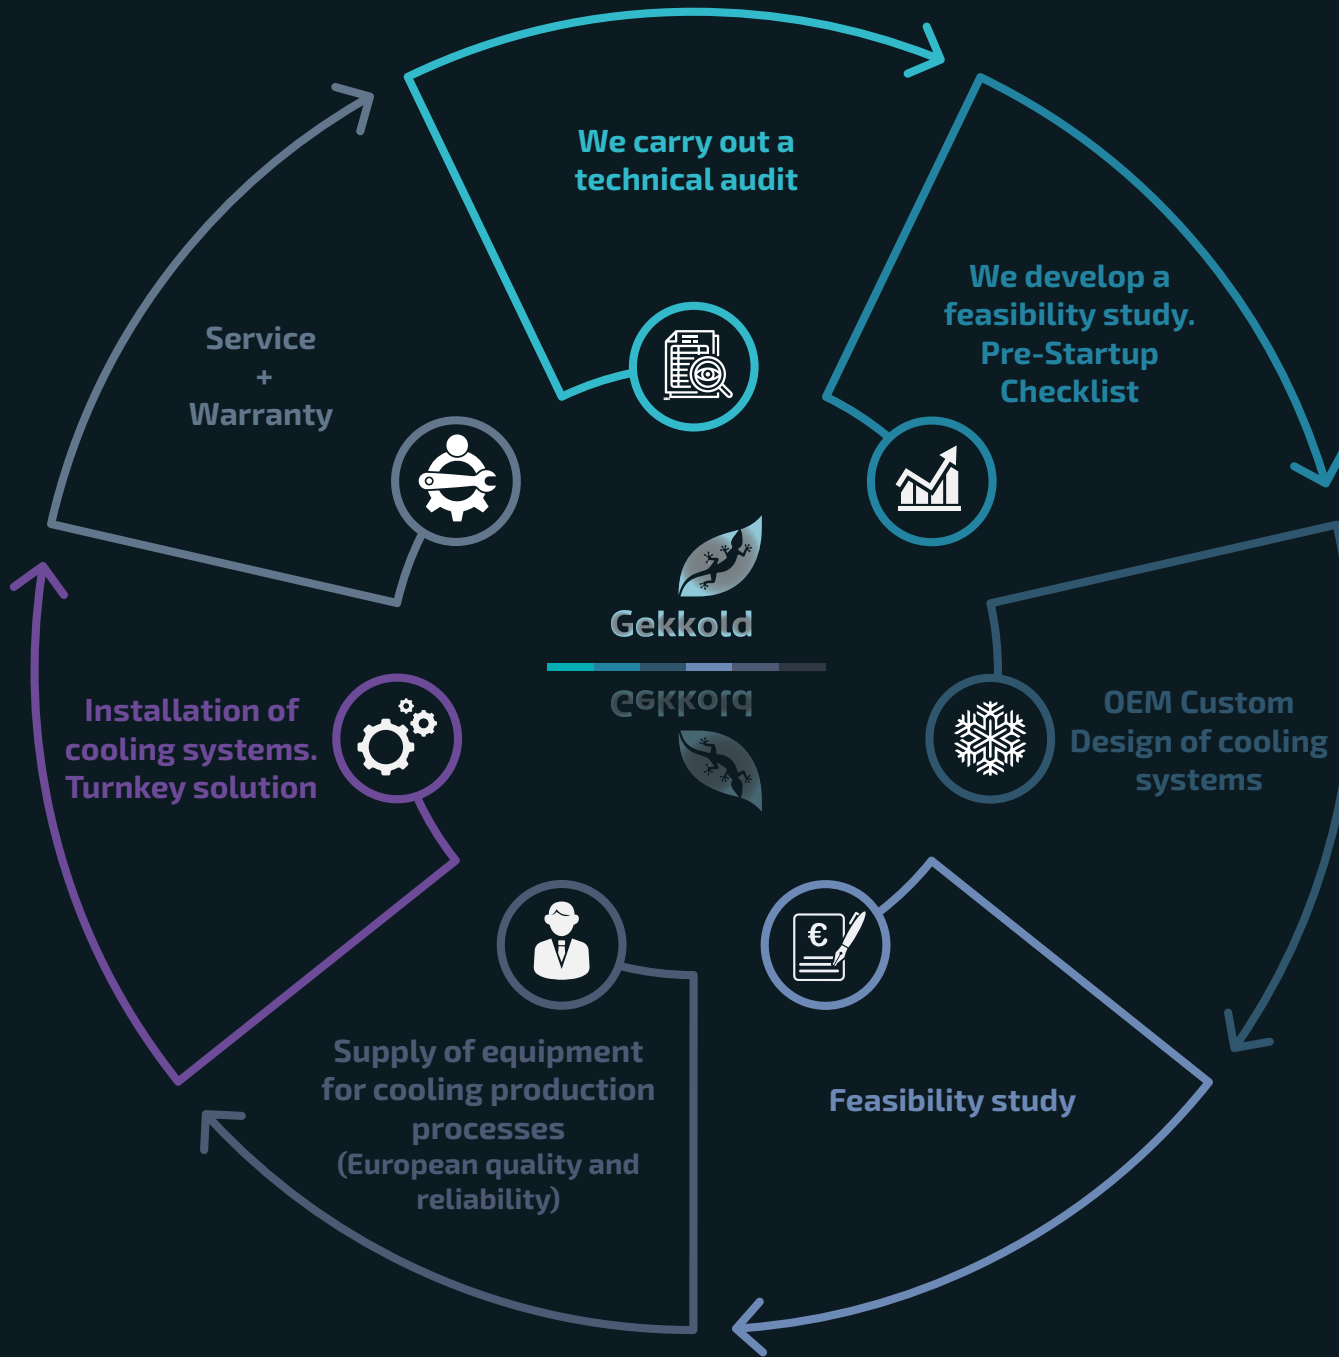 We carry out a
technical audit
We develop a
feasibility study.
Pre-Startup
Checklist
OEM Custom
Design of cooling
systems
Feasibility study
Supply of equipment
for cooling production
processes
(European quality and
reliability)
Installation of
cooling systems.
Turnkey solution
Service
+
Warranty
Gekkold
Gekkold
€